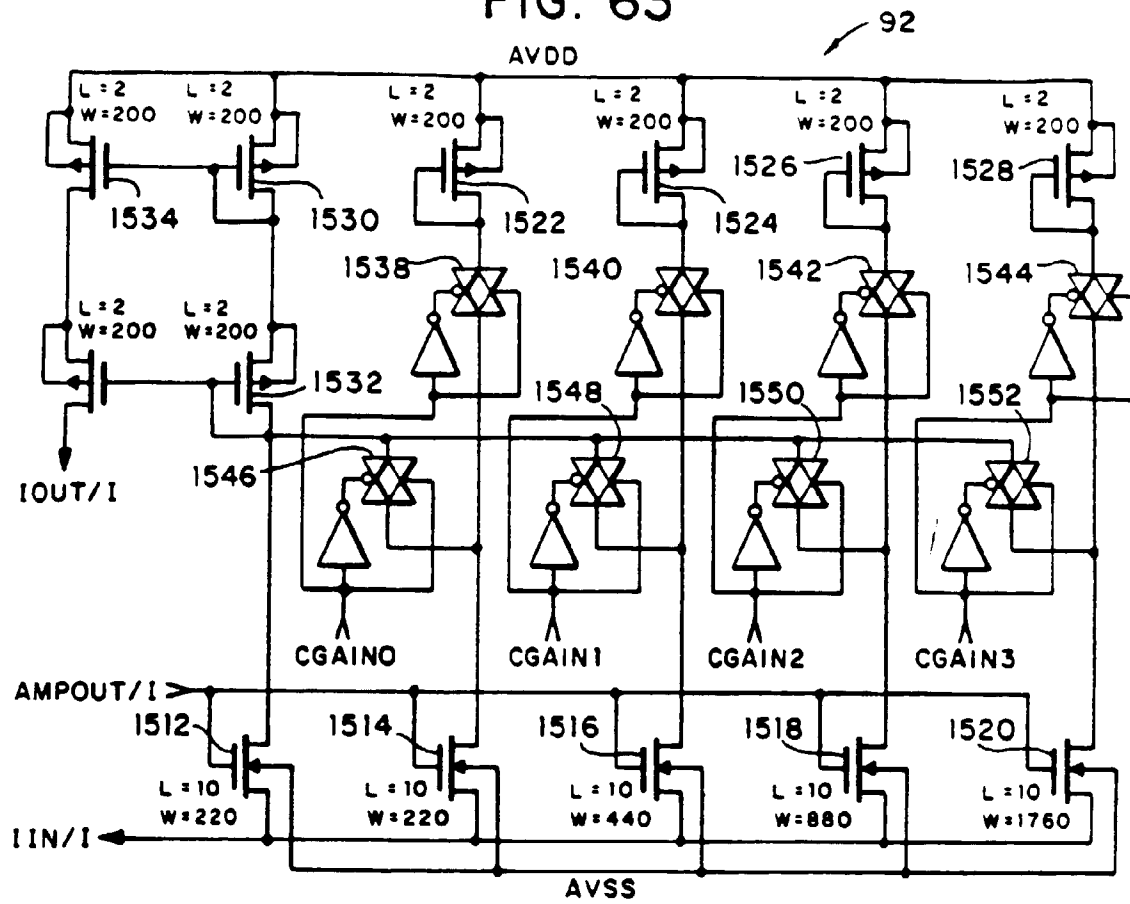 FIG. 63
92
AVDD
L=2 W=200
L=2 W=200
L=2 W=200
L=2 W=200
L=2 W=200
L=2 W=200
1534
1530
1522
1524
1526
1528
1538
1540
1542
1544
L=2 W=200
L=2 W=200
1532
1548
1550
1552
1546
IOUT/I
CGAIN0
CGAIN1
CGAIN2
CGAIN3
AMPOUT/I
1512
1514
1516
1518
1520
L=10 W=220
L=10 W=220
L=10 W=440
L=10 W=880
L=10 W=1760
IIN/I
AVSS